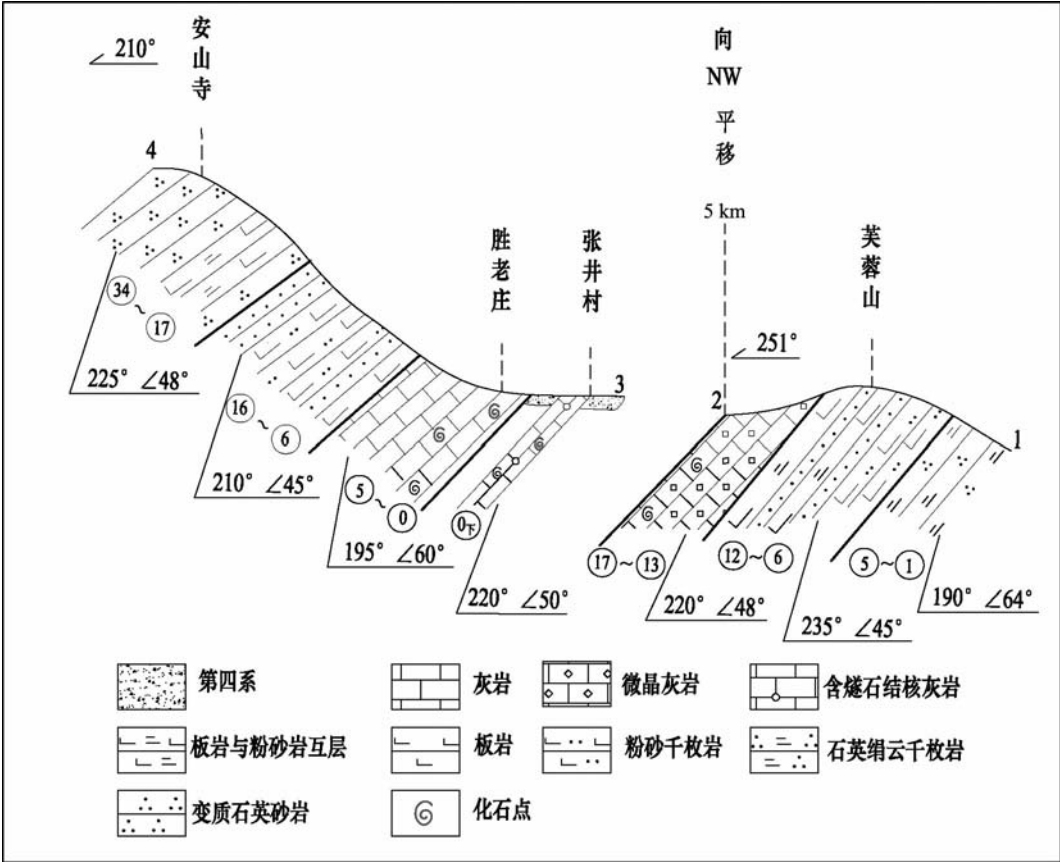 210°
安山寺
4
34 ~ 17
225° ∠48°
16 ~ 6
210° ∠45°
5 ~ 0
195° ∠60°
胜老庄
张井村
3
0下
220° ∠50°
向NW平移
5 km
251°
2
芙蓉山
1
17 ~ 13
220° ∠48°
12 ~ 6
235° ∠45°
5 ~ 1
190° ∠64°
第四系
灰岩
微晶灰岩
含燧石结核灰岩
板岩与粉砂岩互层
板岩
粉砂千枚岩
石英绢云千枚岩
变质石英砂岩
化石点